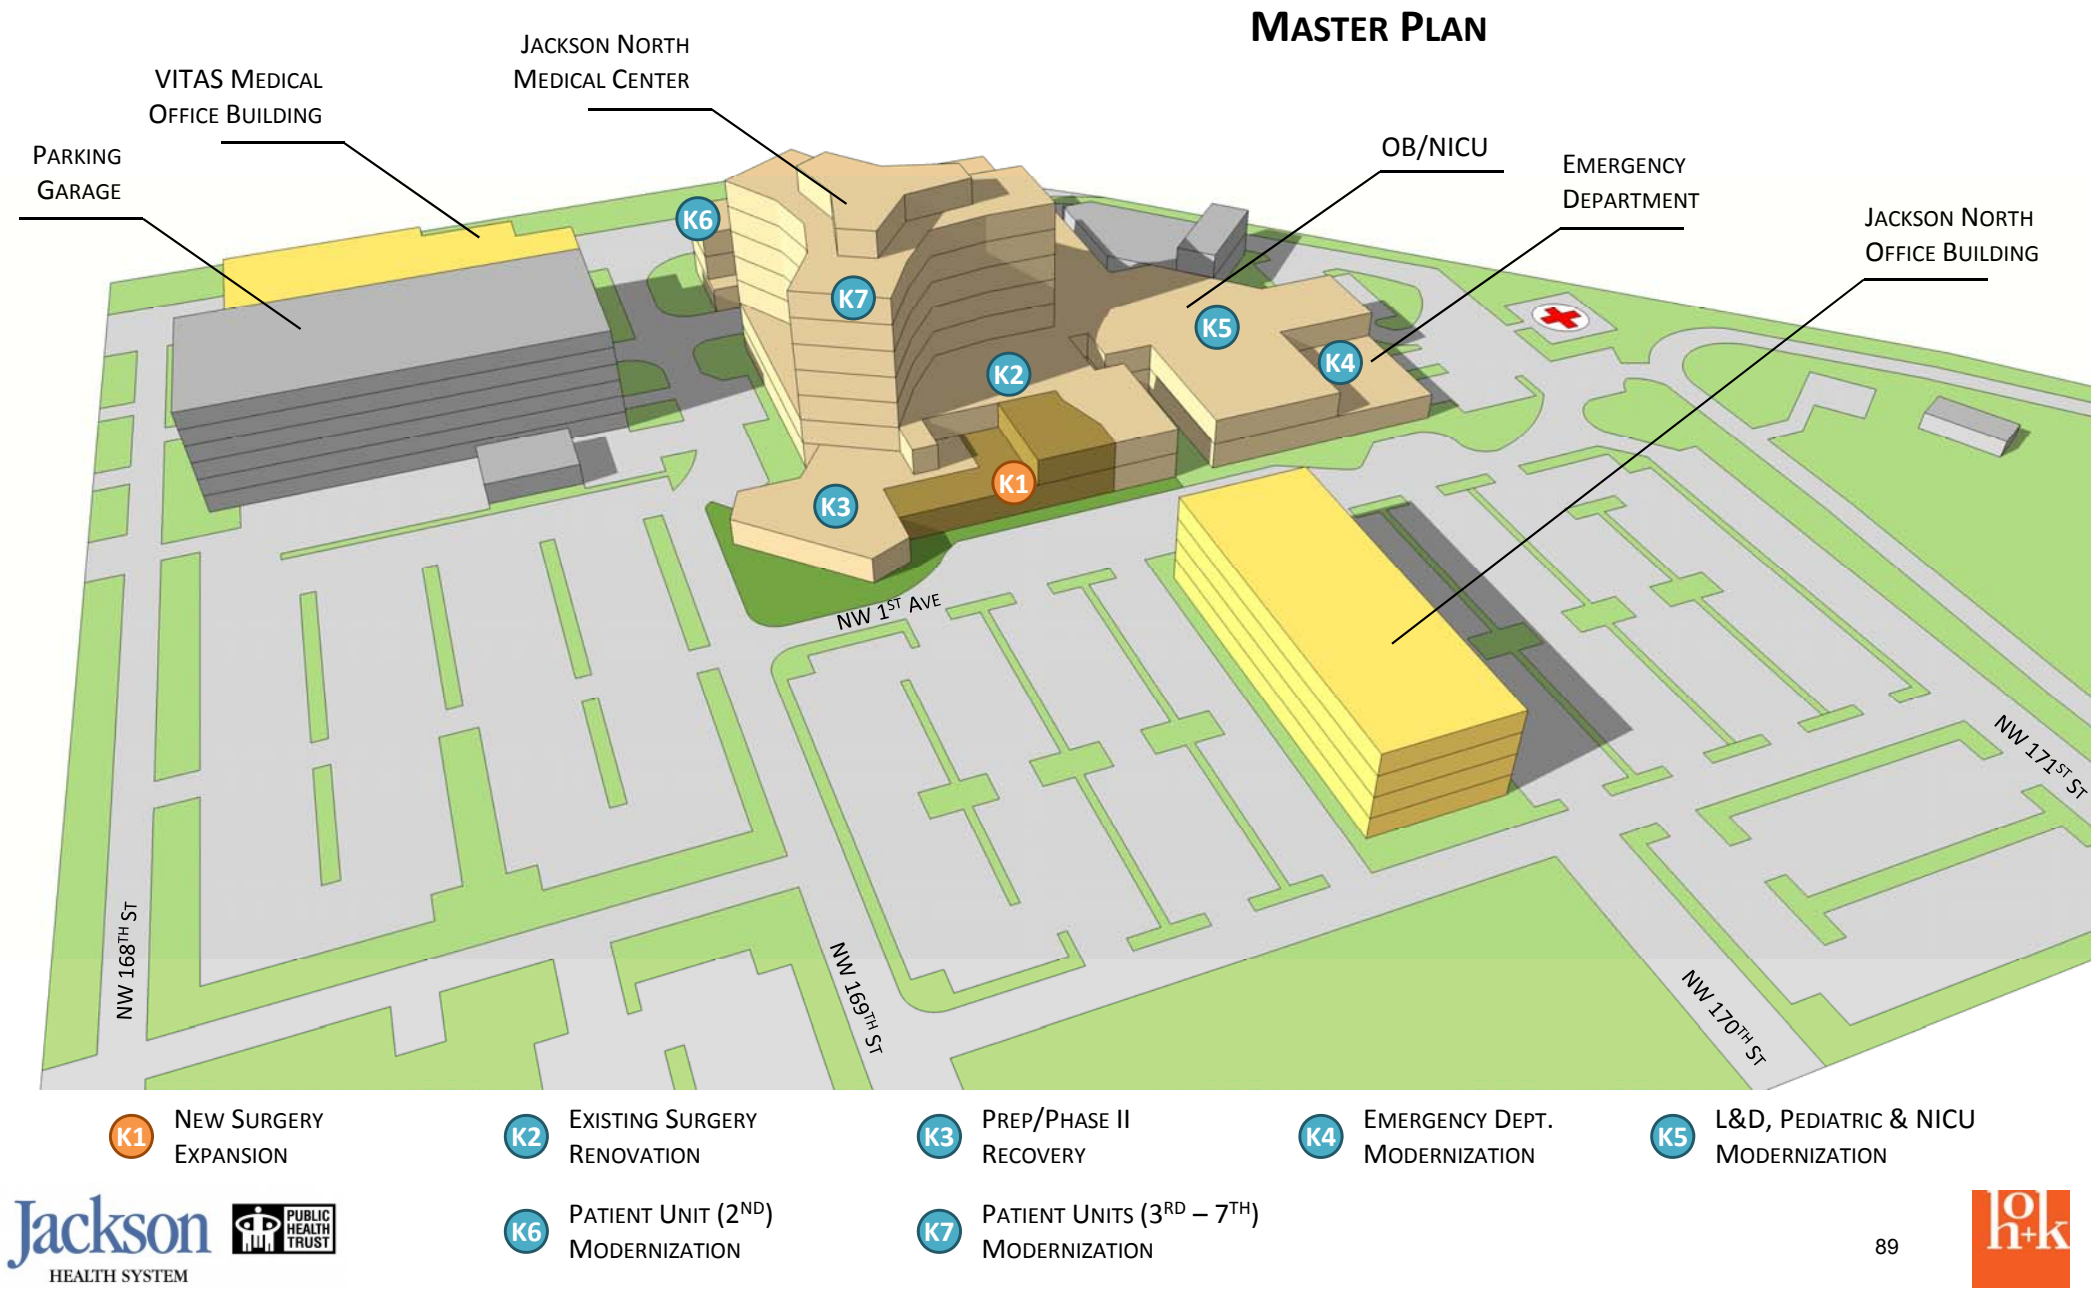 MASTER PLAN
JACKSON NORTH
MEDICAL CENTER
VITAS MEDICAL
OFFICE BUILDING
PARKING
GARAGE
OB/NICU
EMERGENCY
DEPARTMENT
JACKSON NORTH
OFFICE BUILDING
K6
K7
K5
K4
K2
K1
K3
NW 1ST AVE
NW 171ST ST
NW 168TH ST
NW 169TH ST
NW 170TH ST
K1 NEW SURGERY
EXPANSION
K2 EXISTING SURGERY
RENOVATION
K3 PREP/PHASE II
RECOVERY
K4 EMERGENCY DEPT.
MODERNIZATION
K5 L&D, PEDIATRIC & NICU
MODERNIZATION
K6 PATIENT UNIT (2ND)
MODERNIZATION
K7 PATIENT UNITS (3RD – 7TH)
MODERNIZATION
Jackson
HEALTH SYSTEM
PUBLIC
HEALTH
TRUST
89
hok